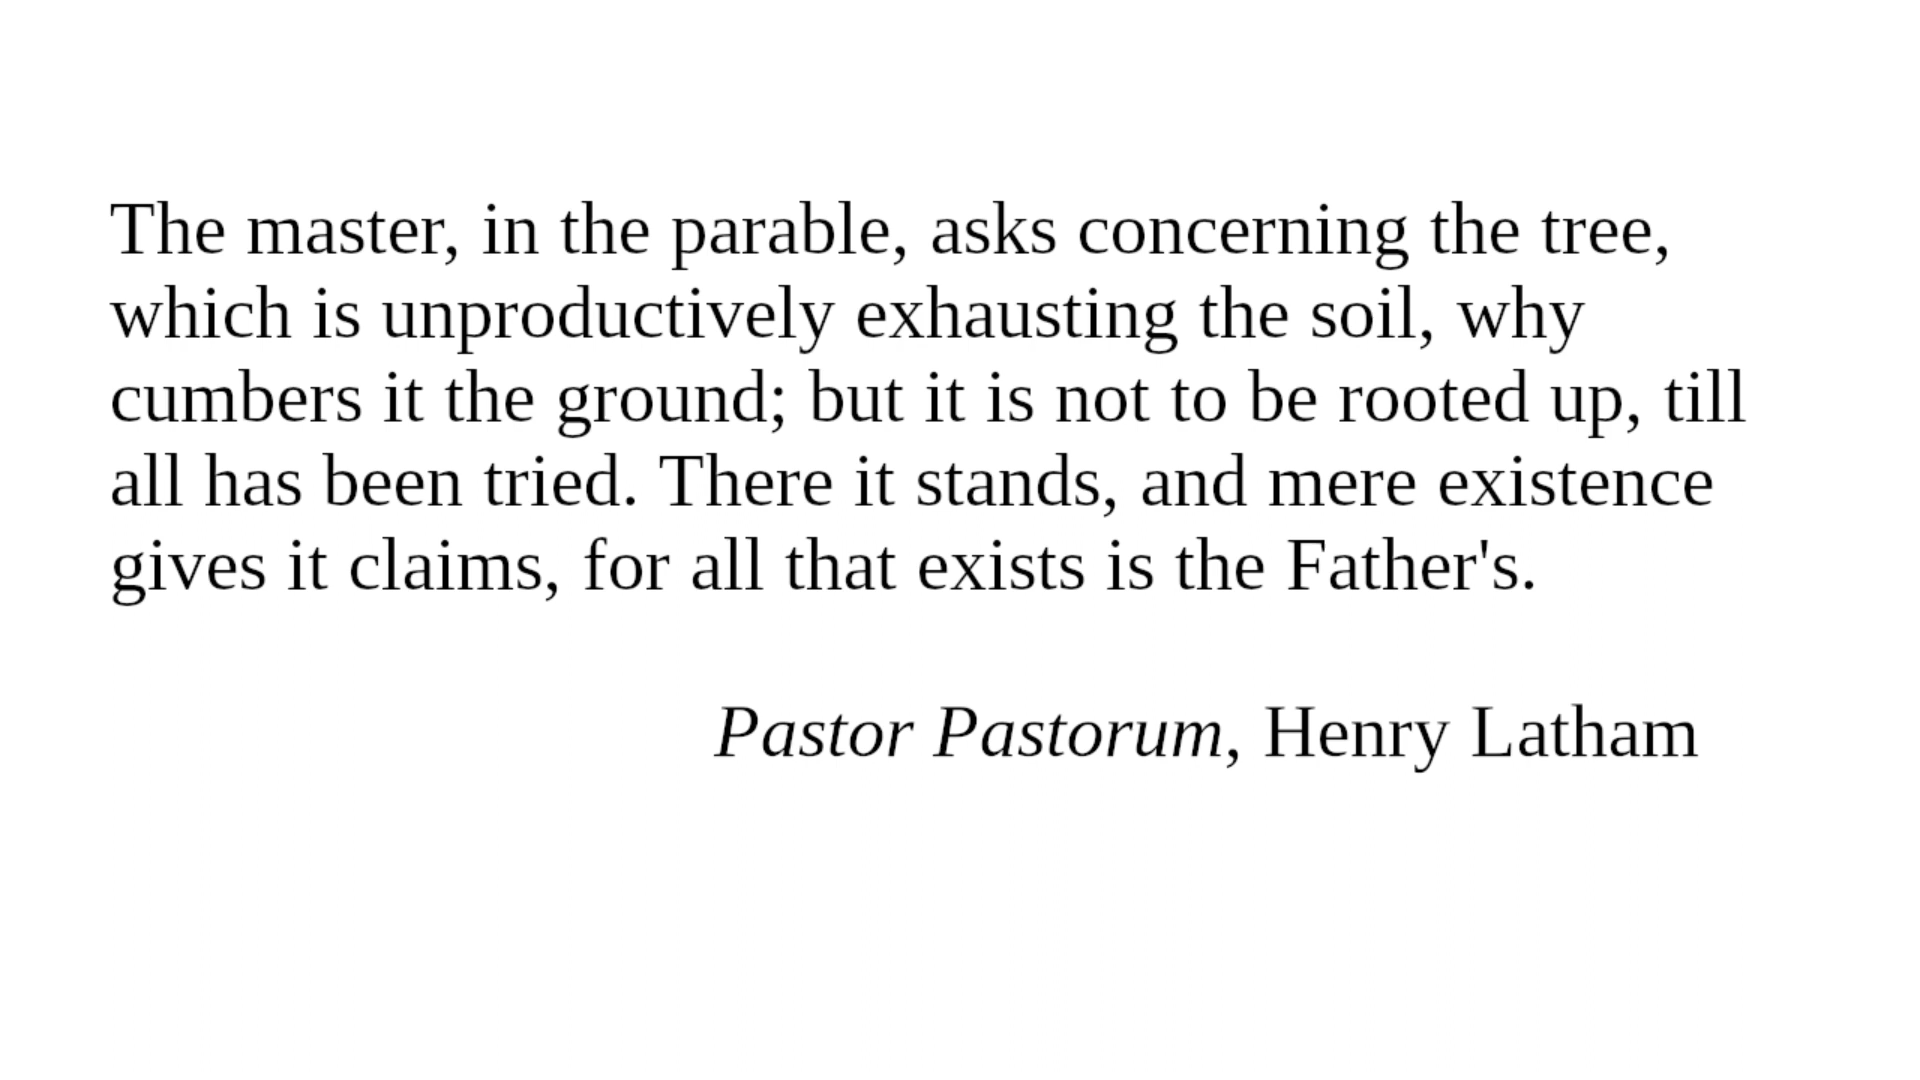 The master, in the parable, asks concerning the tree,
which is unproductively exhausting the soil, why
cumbers it the ground; but it is not to be rooted up, till
all has been tried. There it stands, and mere existence
gives it claims, for all that exists is the Father's.
Pastor Pastorum, Henry Latham